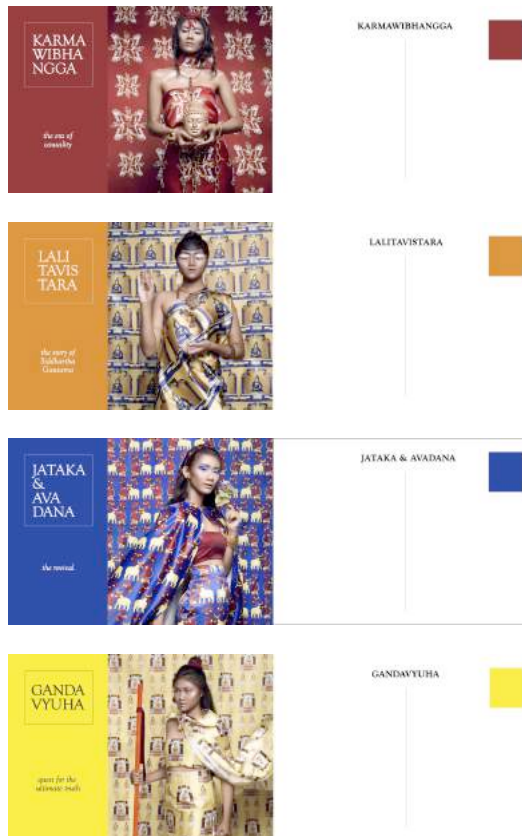 KARMA
WIBHA
NGGA
the era of
KARMAWIBHANGGA
LALI
TAVIS
TARA
the story of
Siddhartha
Gautama
LALITAVISTARA
JATAKA
&
AVA
DANA
the revival
JATAKA & AVADANA
GANDA
VYUHA
quest for the
ultimate truth
GANDAVYUHA